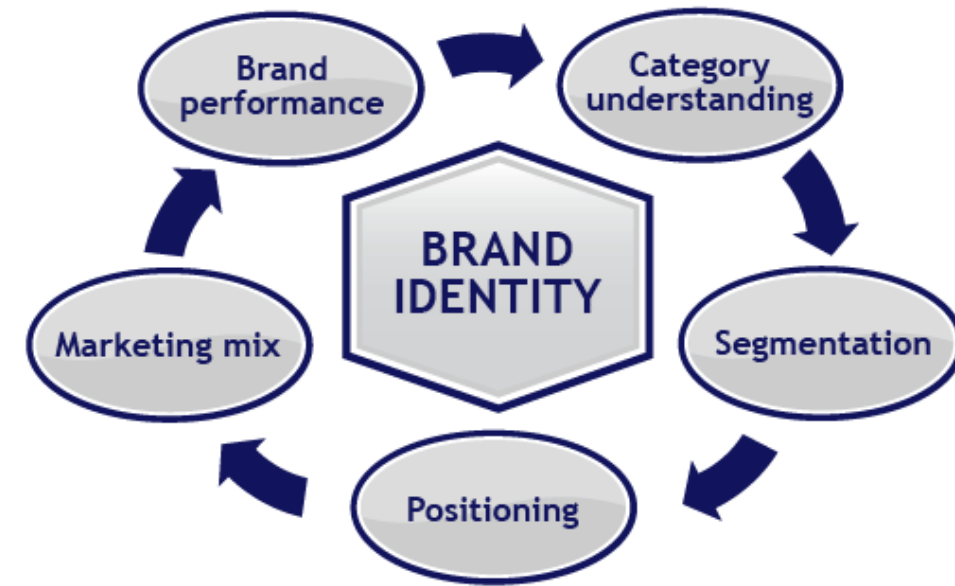 Brand
performance
Category
understanding
BRAND
IDENTITY
Marketing mix
Segmentation
Positioning